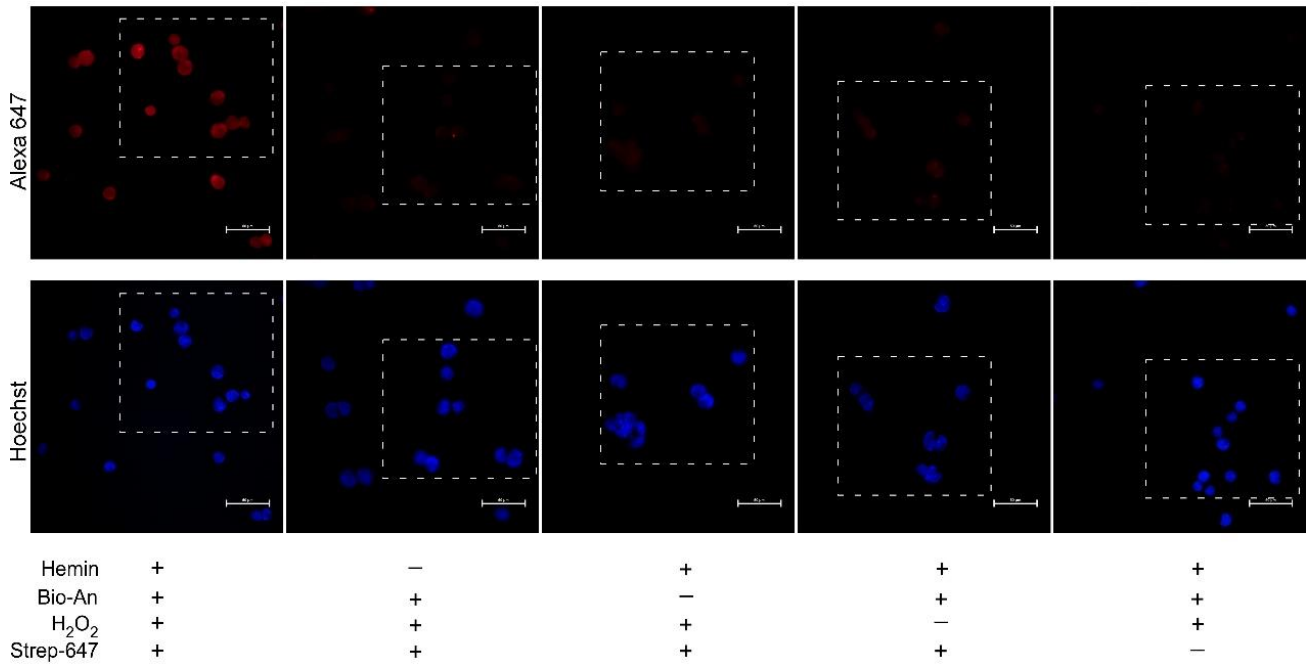 Alexa 647
Hoechst
Hemin + − + + +
Bio-An + + − + +
H₂O₂ + + + − +
Strep-647 + + + + −